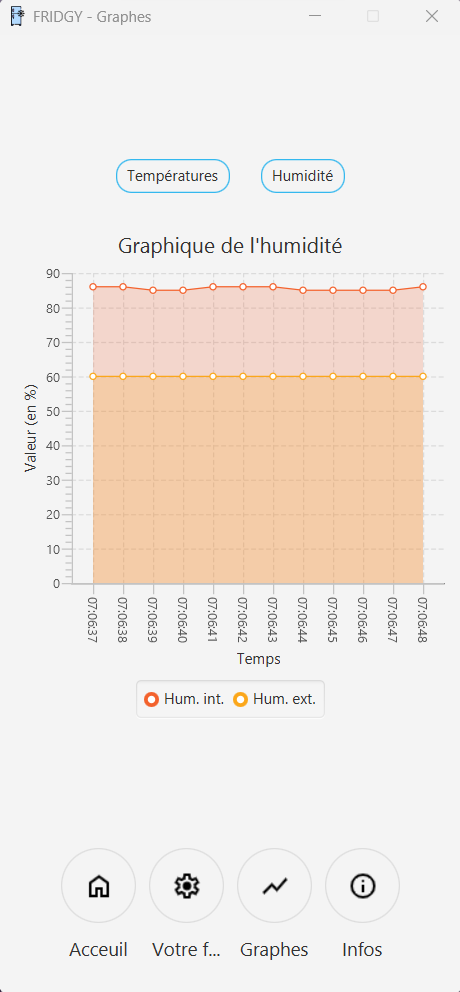 FRIDGY - Graphes
Températures Humidité
Graphique de l'humidité
Valeur (en %)
90
80
70
60
50
40
30
20
10
0
07:06:37 07:06:38 07:06:39 07:06:40 07:06:41 07:06:42 07:06:43 07:06:44 07:06:45 07:06:46 07:06:47 07:06:48
Temps
Hum. int. Hum. ext.
Acceuil Votre f... Graphes Infos